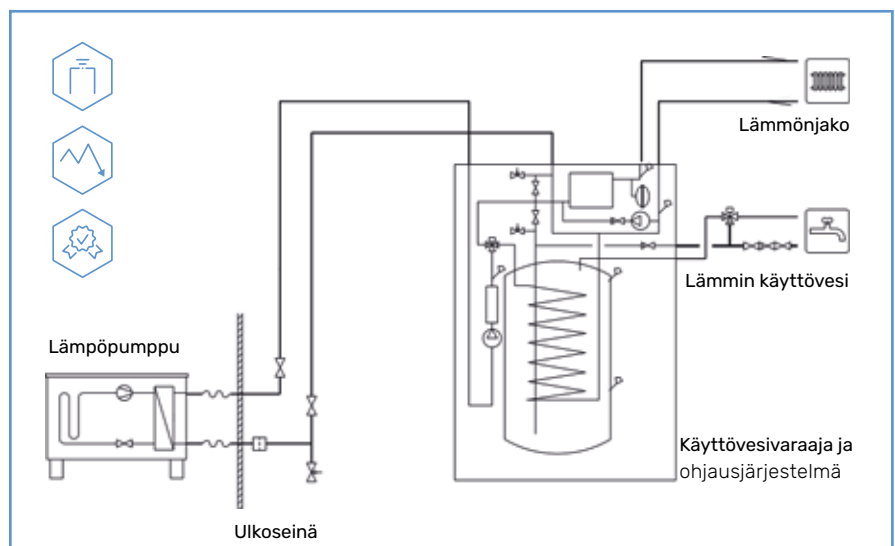 Lämmönjako
Lämmin käyttövesi
Lämpöpumppu
Käyttövesivaraaja ja
ohjausjärjestelmä
Ulkoseinä